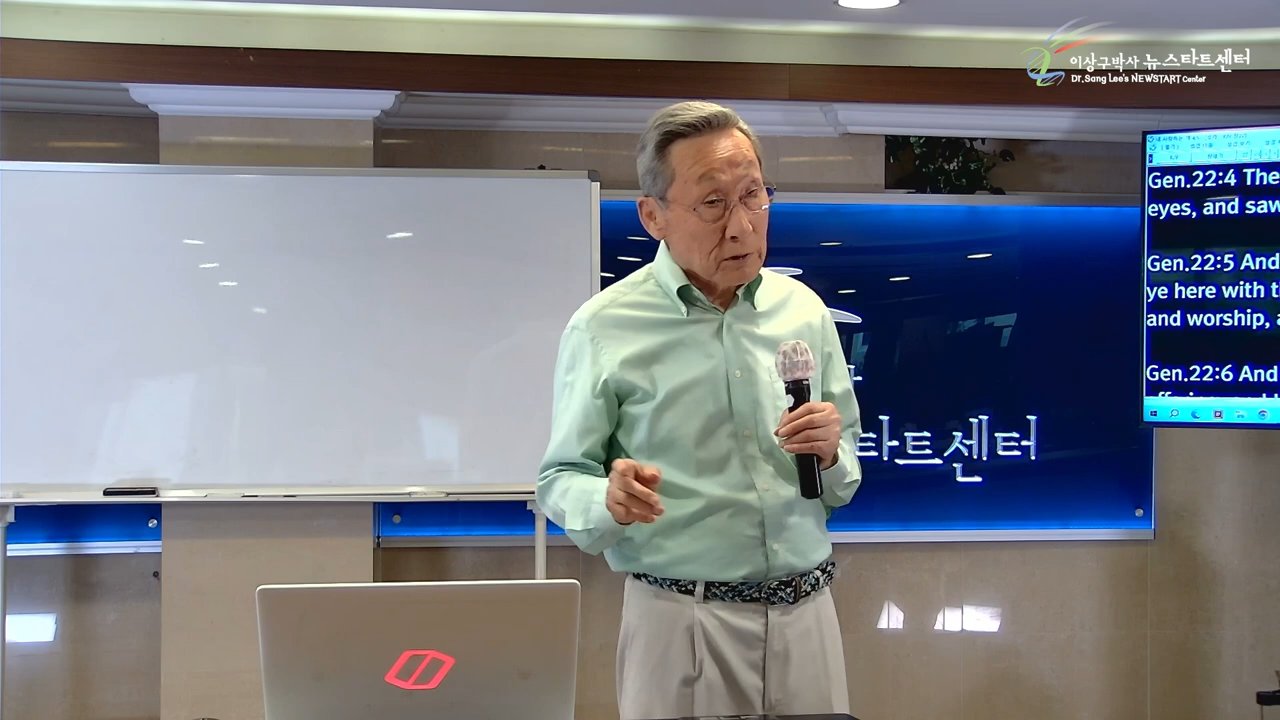 이상구박사 뉴스타트센터
Dr.Sang Lee's NEWSTART Center
Gen.22:4 The
eyes, and saw
Gen.22:5 And
ye here with
and worship,
Gen.22:6 And
타트센터